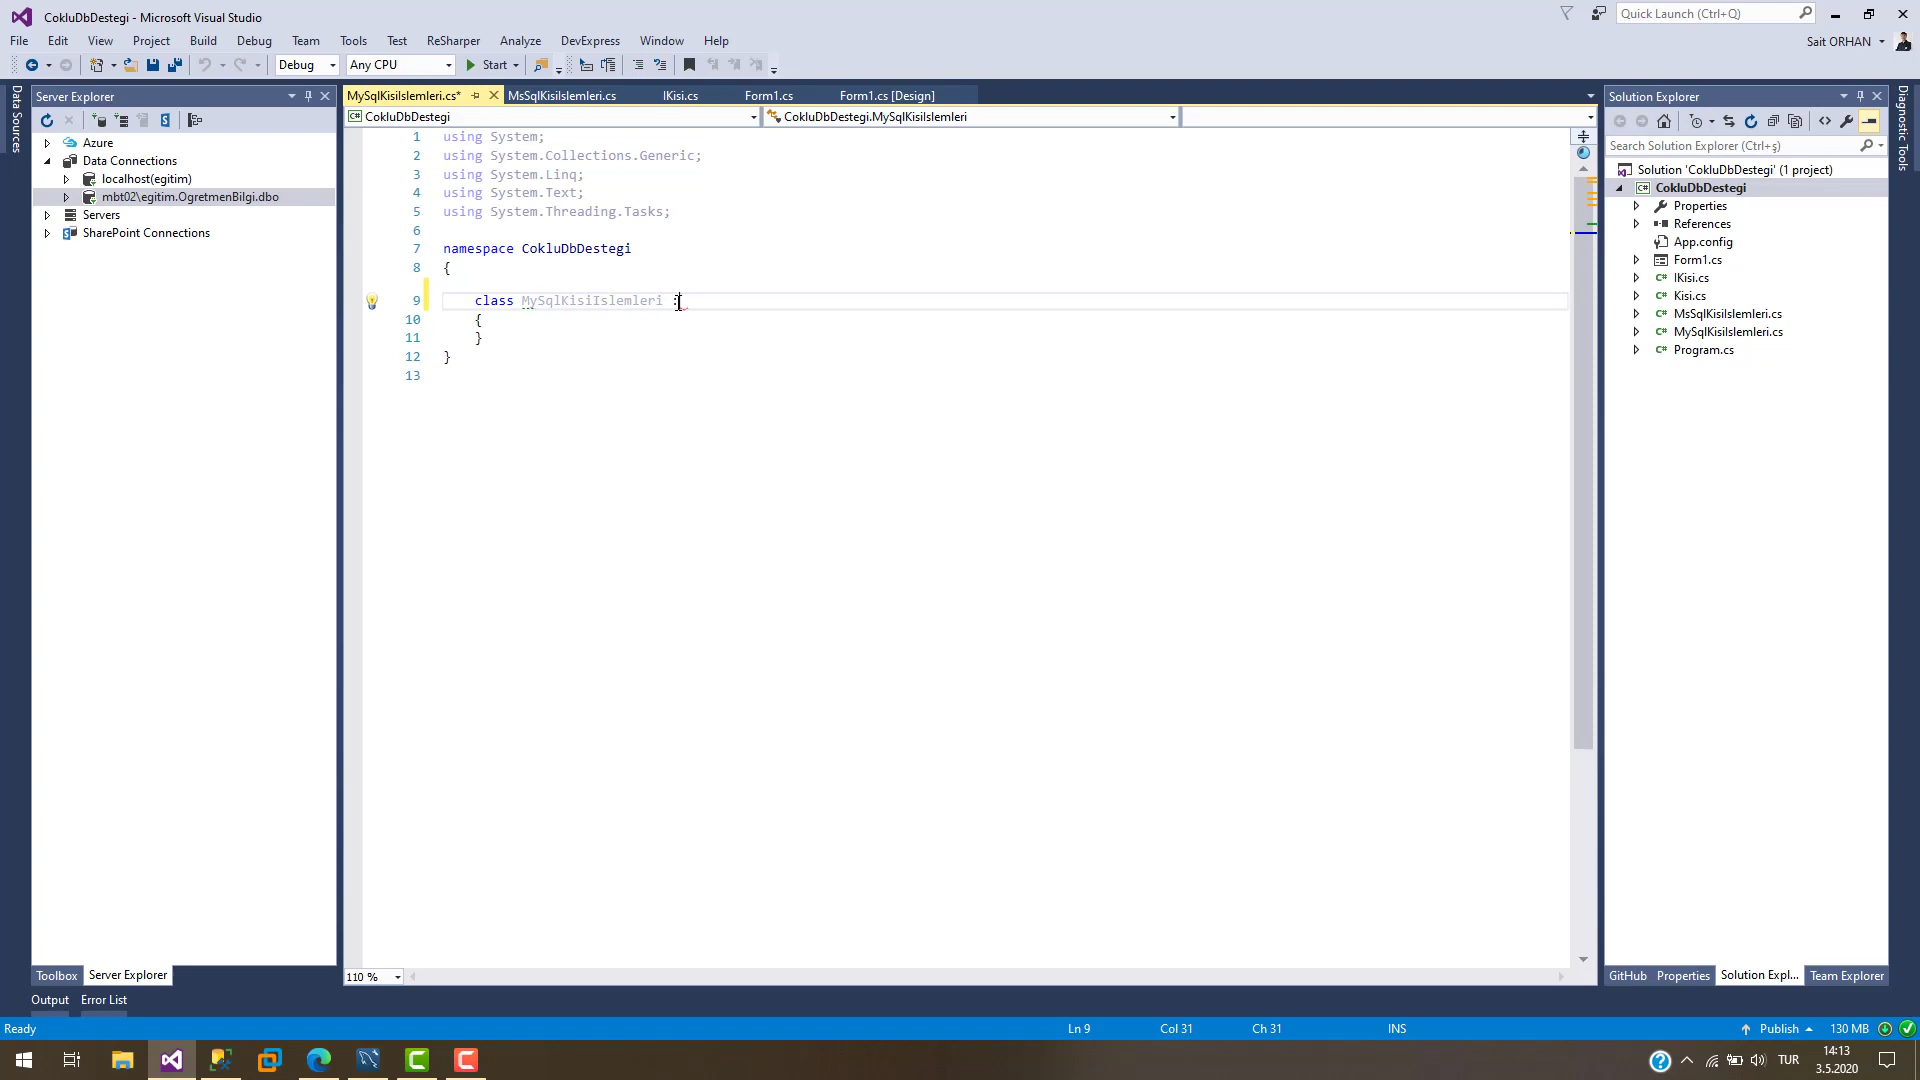 CokluDbDestegi - Microsoft Visual Studio
Quick Launch (Ctrl+Q)
File Edit View Project Build Debug Team Tools Test ReSharper Analyze DevExpress Window Help
Sait ORHAN
Debug Any CPU Start
Data Sources
Server Explorer
Azure
Data Connections
localhost(egitim)
mbt02\egitim.OgretmenBilgi.dbo
Servers
SharePoint Connections
Toolbox Server Explorer
MySqlKisiIslemleri.cs* MsSqlKisiIslemleri.cs IKisi.cs Form1.cs Form1.cs [Design]
CokluDbDestegi CokluDbDestegi.MySqlKisiIslemleri
1 using System;
2 using System.Collections.Generic;
3 using System.Linq;
4 using System.Text;
5 using System.Threading.Tasks;
6
7 namespace CokluDbDestegi
8 {
9 class MySqlKisiIslemleri :
10 {
11 }
12 }
13
110 %
Solution Explorer
Search Solution Explorer (Ctrl+ş)
Solution 'CokluDbDestegi' (1 project)
CokluDbDestegi
Properties
References
App.config
Form1.cs
IKisi.cs
Kisi.cs
MsSqlKisiIslemleri.cs
MySqlKisiIslemleri.cs
Program.cs
GitHub Properties Solution Expl... Team Explorer
Diagnostic Tools
Output Error List
Ready Ln 9 Col 31 Ch 31 INS Publish 130 MB
TUR
14:13
3.5.2020